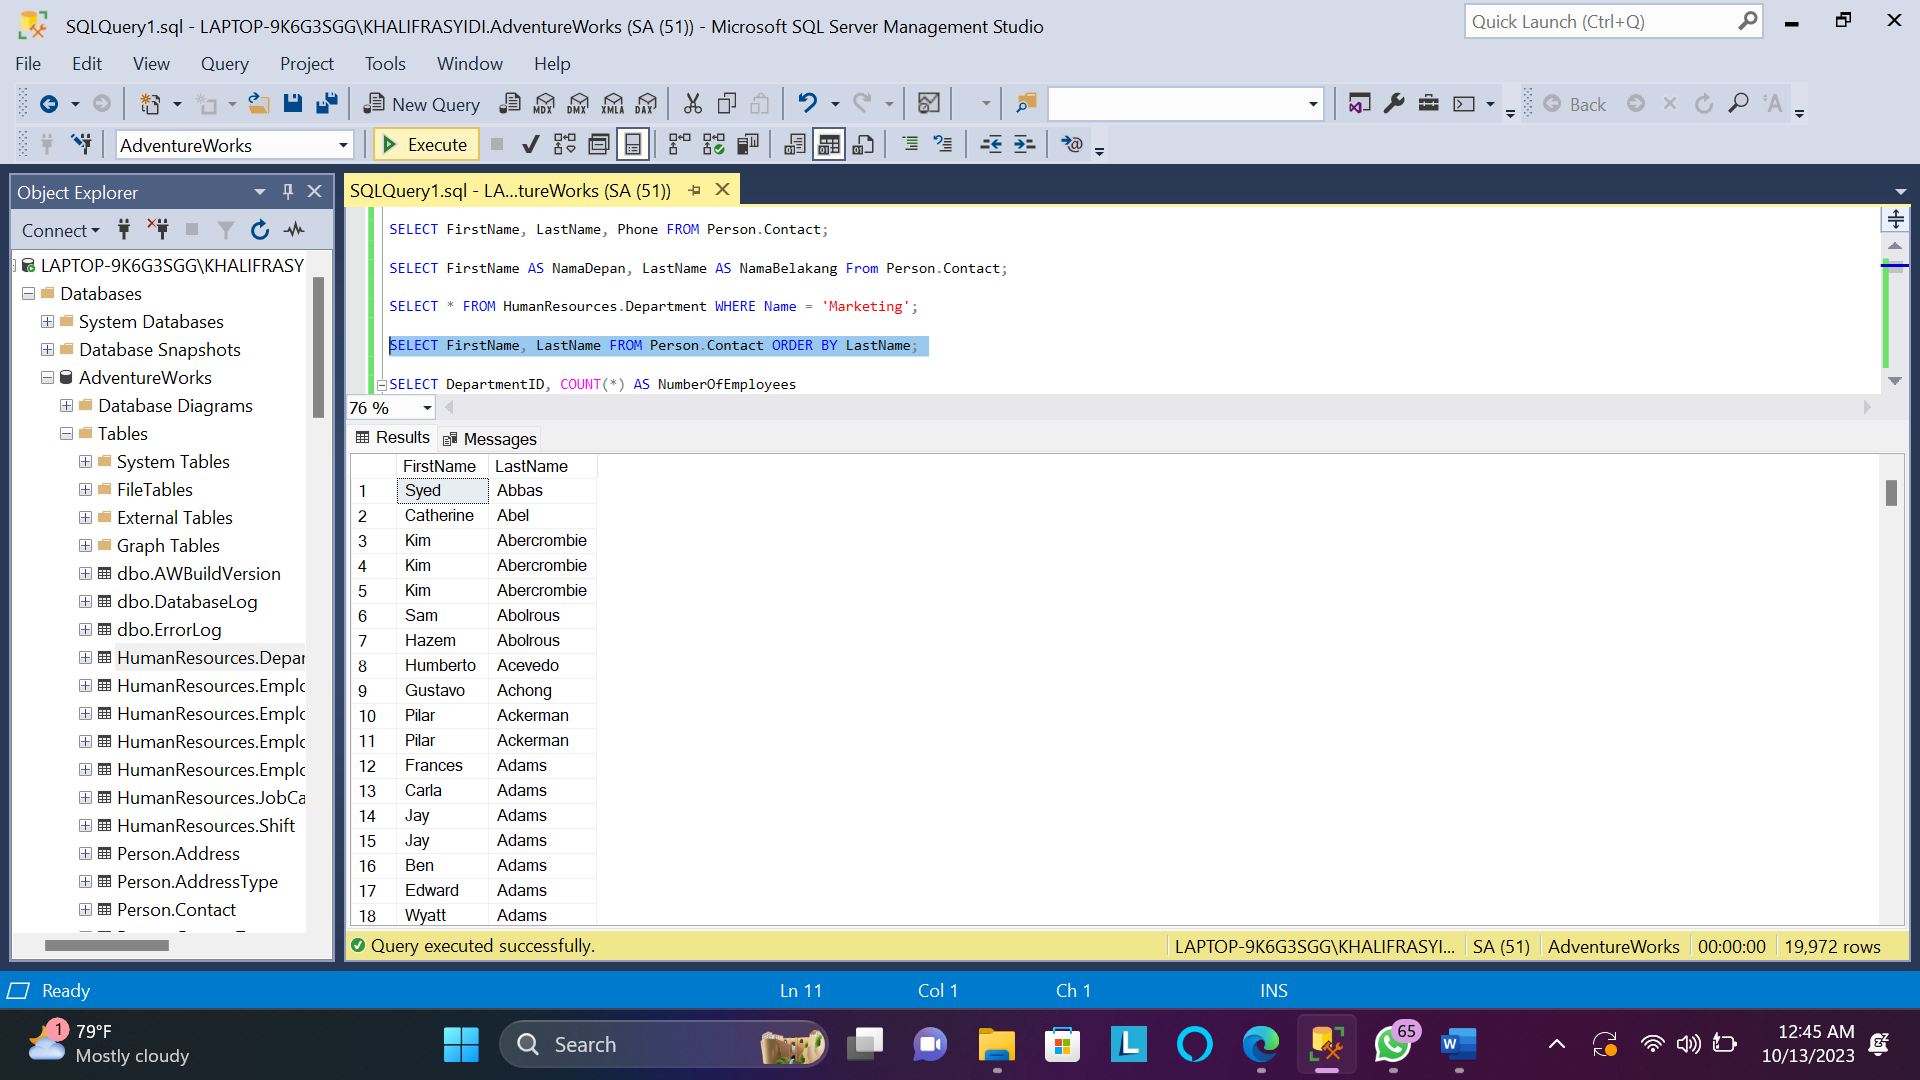 SQLQuery1.sql - LAPTOP-9K6G3SGG\KHALIFRASYIDI.AdventureWorks (SA (51)) - Microsoft SQL Server Management Studio
Quick Launch (Ctrl+Q)
File Edit View Query Project Tools Window Help
New Query MDX DMX XMLA DAX Back
AdventureWorks Execute
Object Explorer
SQLQuery1.sql - LA...tureWorks (SA (51))
Connect
LAPTOP-9K6G3SGG\KHALIFRASY
Databases
System Databases
Database Snapshots
AdventureWorks
Database Diagrams
Tables
System Tables
FileTables
External Tables
Graph Tables
dbo.AWBuildVersion
dbo.DatabaseLog
dbo.ErrorLog
HumanResources.Depar
HumanResources.Emplo
HumanResources.Emplo
HumanResources.Emplo
HumanResources.Emplo
HumanResources.JobCa
HumanResources.Shift
Person.Address
Person.AddressType
Person.Contact
SELECT FirstName, LastName, Phone FROM Person.Contact;
SELECT FirstName AS NamaDepan, LastName AS NamaBelakang From Person.Contact;
SELECT * FROM HumanResources.Department WHERE Name = 'Marketing';
SELECT FirstName, LastName FROM Person.Contact ORDER BY LastName;
SELECT DepartmentID, COUNT(*) AS NumberOfEmployees
76 %
Results Messages
FirstName LastName
1 Syed Abbas
2 Catherine Abel
3 Kim Abercrombie
4 Kim Abercrombie
5 Kim Abercrombie
6 Sam Abolrous
7 Hazem Abolrous
8 Humberto Acevedo
9 Gustavo Achong
10 Pilar Ackerman
11 Pilar Ackerman
12 Frances Adams
13 Carla Adams
14 Jay Adams
15 Jay Adams
16 Ben Adams
17 Edward Adams
18 Wyatt Adams
Query executed successfully. LAPTOP-9K6G3SGG\KHALIFRASYI... SA (51) AdventureWorks 00:00:00 19,972 rows
Ready Ln 11 Col 1 Ch 1 INS
1 79°F
Mostly cloudy
Search
L
65
W
12:45 AM
10/13/2023